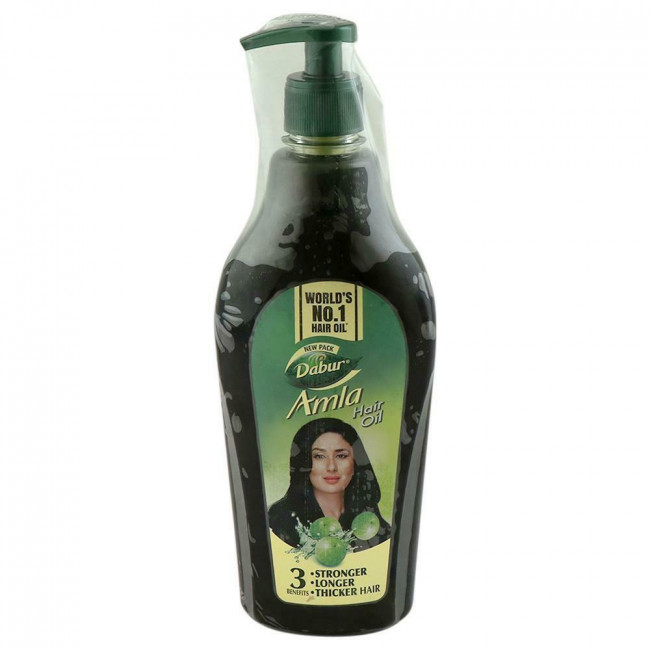 WORLD'S
NO.1
HAIR OIL*
NEW PACK
Dabur®
Amla
Hair
Oil
3
BENEFITS
•STRONGER
•LONGER
•THICKER HAIR